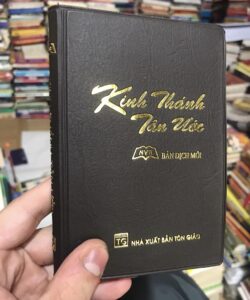 Kinh Thánh
Tân Ước
NVB BẢN DỊCH MỚI
TG NHÀ XUẤT BẢN TÔN GIÁO